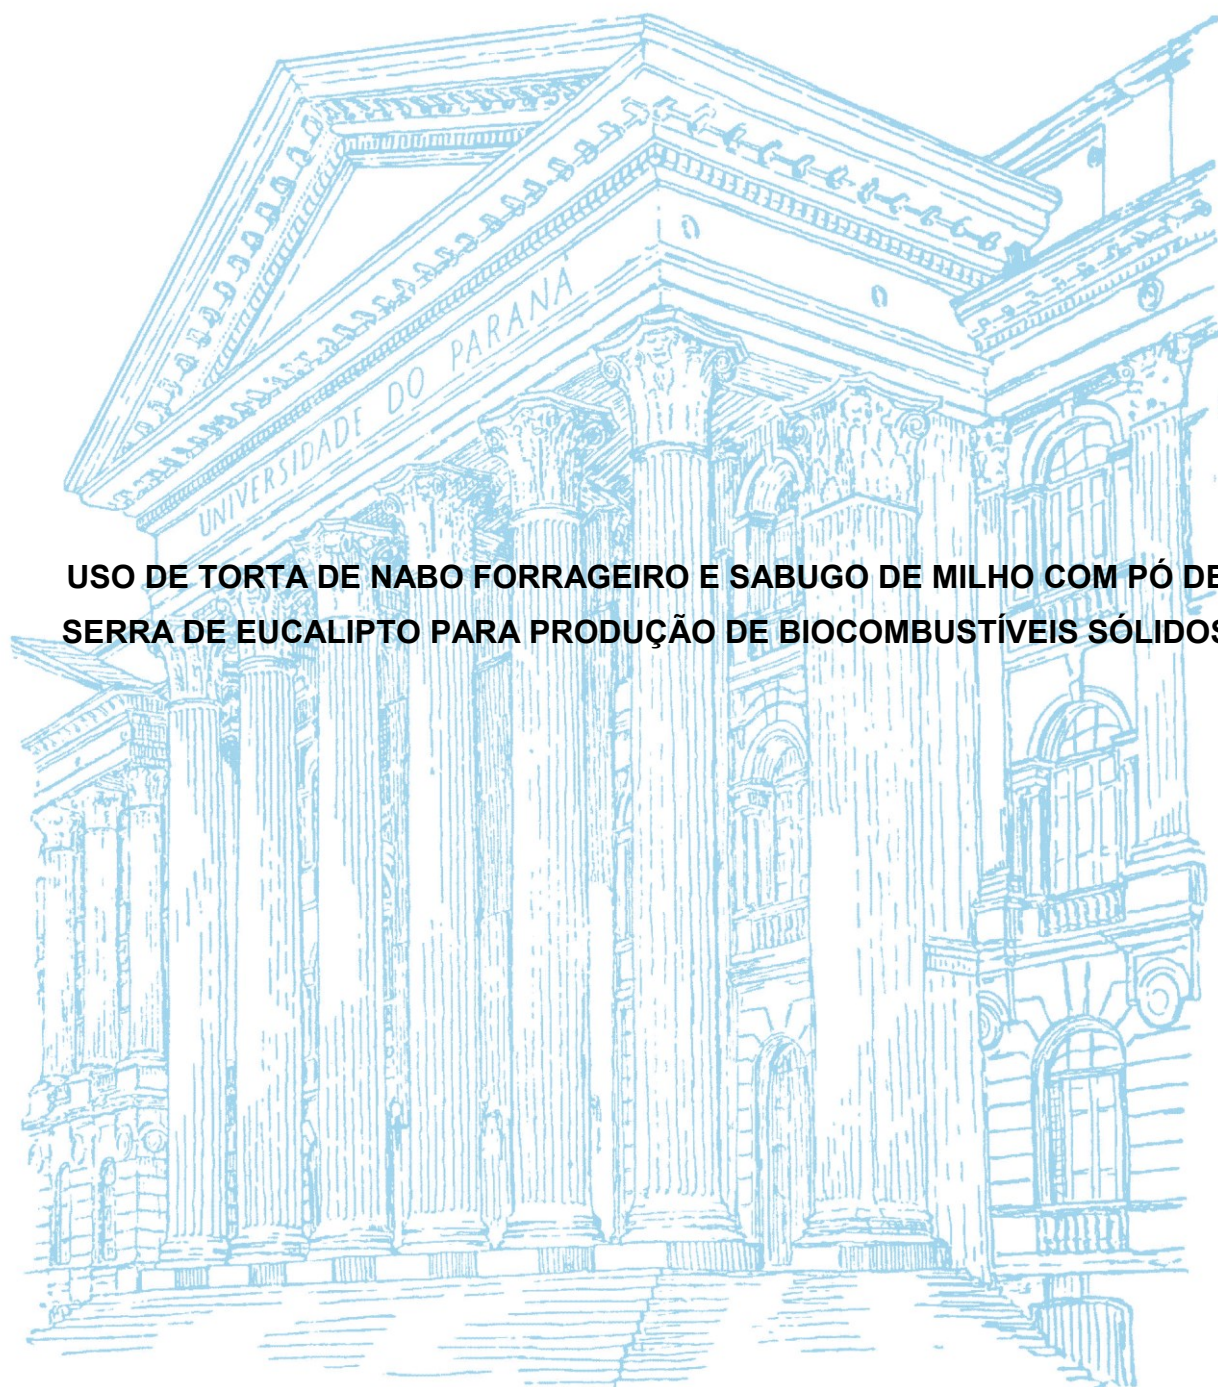 UNIVERSIDADE DO PARANÁ
USO DE TORTA DE NABO FORRAGEIRO E SABUGO DE MILHO COM PÓ DE
SERRA DE EUCALIPTO PARA PRODUÇÃO DE BIOCOMBUSTÍVEIS SÓLIDOS